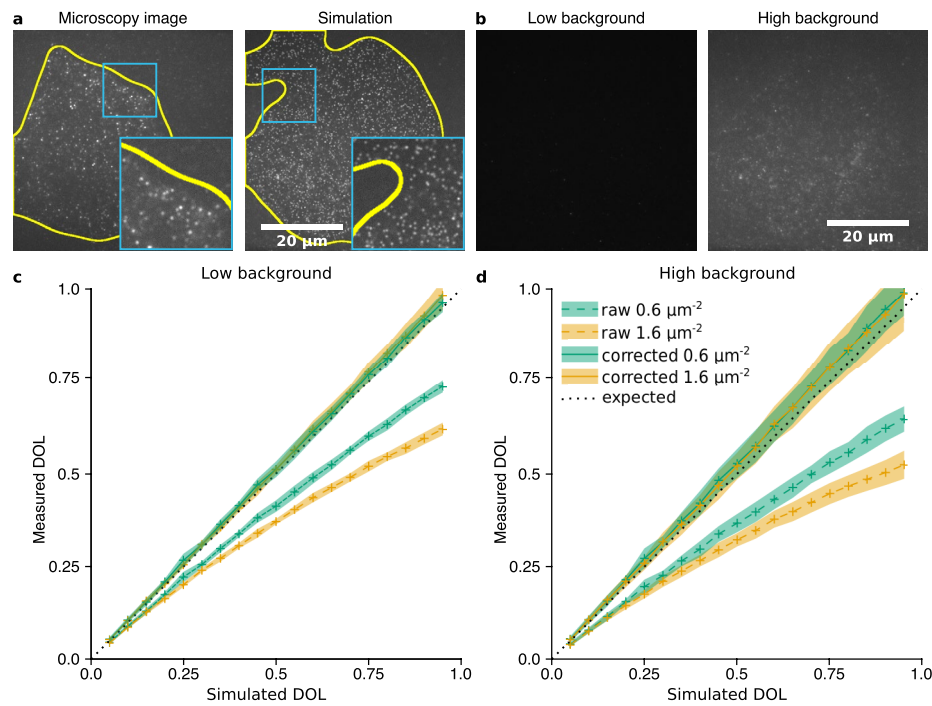 a
Microscopy image
Simulation
20 µm
b
Low background
High background
20 µm
c
Low background
1.0
0.75
0.5
0.25
0.0
Measured DOL
0.0
0.25
0.5
0.75
1.0
Simulated DOL
d
High background
raw 0.6 µm-2
raw 1.6 µm-2
corrected 0.6 µm-2
corrected 1.6 µm-2
expected
1.0
0.75
0.5
0.25
0.0
Measured DOL
0.0
0.25
0.5
0.75
1.0
Simulated DOL